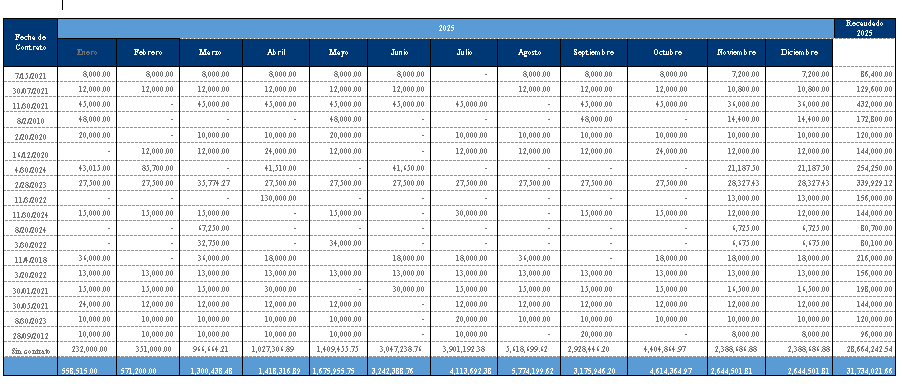 Fecha de Contrato 2025 Recaudado 2025
Enero Febrero Marzo Abril Mayo Junio Julio Agosto Septiembre Octubre Noviembre Diciembre
7/15/2021 8,000.00 8,000.00 8,000.00 8,000.00 8,000.00 8,000.00 - 8,000.00 8,000.00 8,000.00 7,200.00 7,200.00 86,400.00
30/07/2021 12,000.00 12,000.00 12,000.00 12,000.00 12,000.00 12,000.00 12,000.00 12,000.00 12,000.00 10,800.00 10,800.00 129,600.00
11/30/2021 45,000.00 - 45,000.00 45,000.00 45,000.00 45,000.00 45,000.00 - 45,000.00 45,000.00 36,000.00 36,000.00 432,000.00
8/2/2010 48,000.00 - - - 48,000.00 - - - 48,000.00 - 14,400.00 14,400.00 172,800.00
2/20/2020 20,000.00 - 10,000.00 10,000.00 20,000.00 - 10,000.00 10,000.00 10,000.00 10,000.00 10,000.00 10,000.00 120,000.00
14/12/2020 - 12,000.00 12,000.00 24,000.00 12,000.00 - 12,000.00 12,000.00 12,000.00 24,000.00 12,000.00 12,000.00 144,000.00
4/30/2024 43,015.00 85,700.00 - 41,510.00 - 41,450.00 - - - - 21,187.50 21,187.50 254,250.00
2/28/2023 27,500.00 27,500.00 35,774.27 27,500.00 27,500.00 27,500.00 27,500.00 27,500.00 27,500.00 27,500.00 28,327.43 28,327.43 339,929.12
11/8/2022 - - - 130,000.00 - - - - - - 13,000.00 13,000.00 156,000.00
11/30/2024 15,000.00 15,000.00 15,000.00 - 15,000.00 - 30,000.00 - 15,000.00 15,000.00 12,000.00 12,000.00 144,000.00
8/20/2024 - - 67,250.00 - - - - - - - 6,725.00 6,725.00 80,700.00
3/30/2022 - - 32,750.00 - 34,000.00 - - - - - 6,675.00 6,675.00 80,100.00
11/4/2018 36,000.00 - 36,000.00 18,000.00 - 18,000.00 18,000.00 36,000.00 - 18,000.00 18,000.00 18,000.00 216,000.00
3/20/2022 13,000.00 13,000.00 13,000.00 13,000.00 13,000.00 13,000.00 13,000.00 13,000.00 13,000.00 13,000.00 13,000.00 13,000.00 156,000.00
30/01/2021 15,000.00 15,000.00 15,000.00 30,000.00 - 30,000.00 15,000.00 15,000.00 15,000.00 15,000.00 16,500.00 16,500.00 198,000.00
30/05/2021 24,000.00 12,000.00 12,000.00 12,000.00 12,000.00 - 12,000.00 12,000.00 12,000.00 12,000.00 12,000.00 12,000.00 144,000.00
8/30/2023 10,000.00 10,000.00 10,000.00 10,000.00 10,000.00 - 20,000.00 10,000.00 10,000.00 10,000.00 10,000.00 10,000.00 120,000.00
28/09/2012 10,000.00 10,000.00 10,000.00 10,000.00 10,000.00 - 10,000.00 - 20,000.00 - 8,000.00 8,000.00 96,000.00
Sin contrato 232,000.00 351,000.00 966,664.21 1,027,306.89 1,409,455.75 3,047,238.76 3,901,192.38 5,618,699.62 2,928,446.20 4,404,864.97 2,388,686.88 2,388,686.88 28,664,242.54
558,515.00 571,200.00 1,300,438.48 1,418,316.89 1,675,955.75 3,242,388.76 4,113,692.38 5,774,199.62 3,175,946.20 4,614,364.97 2,644,501.81 2,644,501.81 31,734,021.66